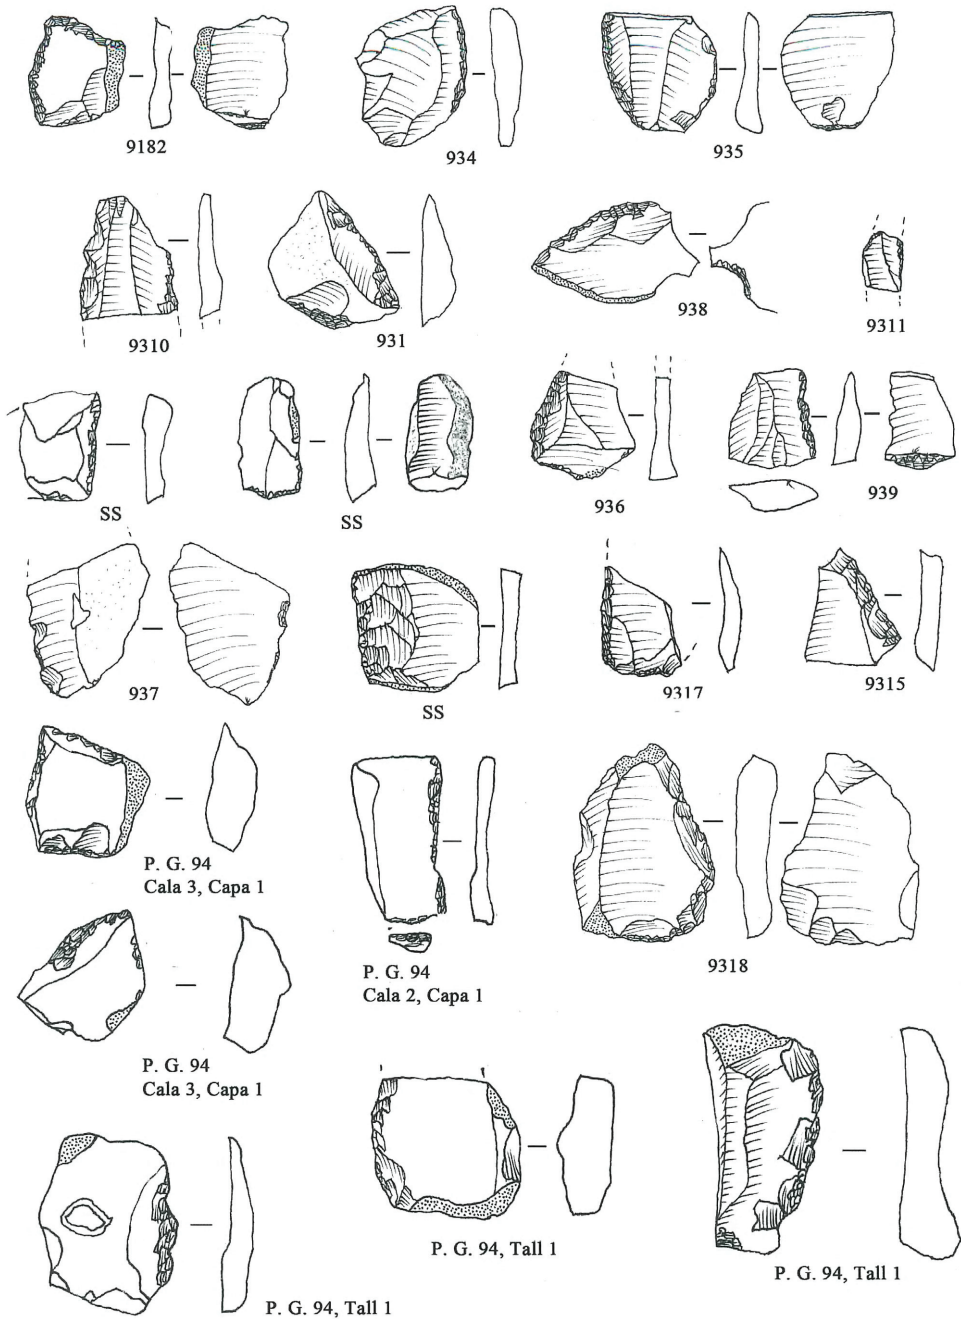 9182
934
935
9310
931
938
9311
SS
SS
936
939
937
SS
9317
9315
P. G. 94
Cala 3, Capa 1
P. G. 94
Cala 2, Capa 1
9318
P. G. 94
Cala 3, Capa 1
P. G. 94, Tall 1
P. G. 94, Tall 1
P. G. 94, Tall 1